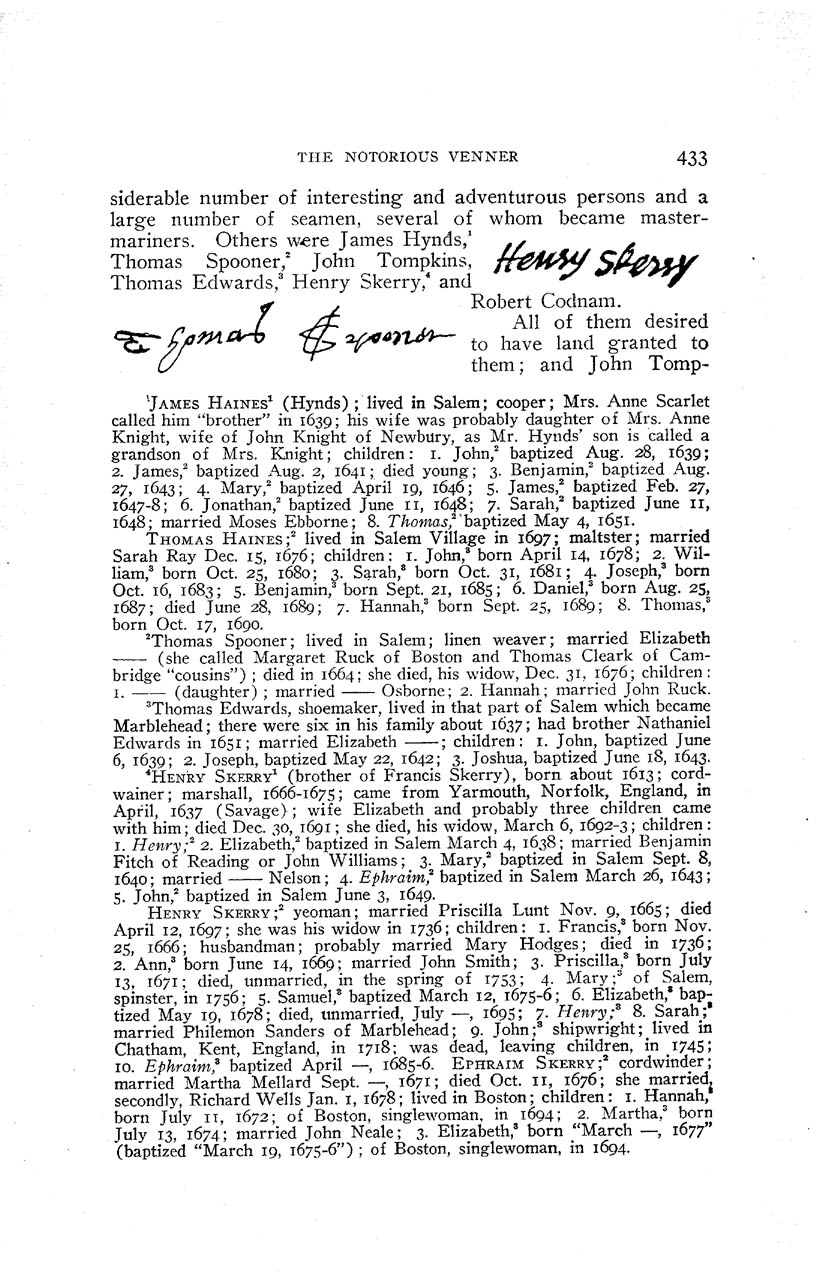 THE NOTORIOUS VENNER 433
siderable number of interesting and adventurous persons and a
large number of seamen, several of whom became master-
mariners. Others were James Hynds,¹
Thomas Spooner,² John Tompkins,
Thomas Edwards,³ Henry Skerry,⁴ and
Henry Skerry
Robert Codnam.
Thomas Spooner
All of them desired
to have land granted to
them; and John Tomp-
¹JAMES HAINES¹ (Hynds); lived in Salem; cooper; Mrs. Anne Scarlet
called him "brother" in 1639; his wife was probably daughter of Mrs. Anne
Knight, wife of John Knight of Newbury, as Mr. Hynds' son is called a
grandson of Mrs. Knight; children: 1. John,² baptized Aug. 28, 1639;
2. James,² baptized Aug. 2, 1641; died young; 3. Benjamin,² baptized Aug.
27, 1643; 4. Mary,² baptized April 19, 1646; 5. James,² baptized Feb. 27,
1647-8; 6. Jonathan,² baptized June 11, 1648; 7. Sarah,² baptized June 11,
1648; married Moses Ebborne; 8. Thomas,² baptized May 4, 1651.
THOMAS HAINES;² lived in Salem Village in 1697; maltster; married
Sarah Ray Dec. 15, 1676; children: 1. John,³ born April 14, 1678; 2. Wil-
liam,³ born Oct. 25, 1680; 3. Sarah,³ born Oct. 31, 1681; 4. Joseph,³ born
Oct. 16, 1683; 5. Benjamin,³ born Sept. 21, 1685; 6. Daniel,³ born Aug. 25,
1687; died June 28, 1689; 7. Hannah,³ born Sept. 25, 1689; 8. Thomas,³
born Oct. 17, 1690.
²Thomas Spooner; lived in Salem; linen weaver; married Elizabeth
—— (she called Margaret Ruck of Boston and Thomas Cleark of Cam-
bridge "cousins"); died in 1664; she died, his widow, Dec. 31, 1676; children:
1. —— (daughter); married —— Osborne; 2. Hannah; married John Ruck.
³Thomas Edwards, shoemaker, lived in that part of Salem which became
Marblehead; there were six in his family about 1637; had brother Nathaniel
Edwards in 1651; married Elizabeth ——; children: 1. John, baptized June
6, 1639; 2. Joseph, baptized May 22, 1642; 3. Joshua, baptized June 18, 1643.
⁴HENRY SKERRY¹ (brother of Francis Skerry), born about 1613; cord-
wainer; marshall, 1666-1675; came from Yarmouth, Norfolk, England, in
April, 1637 (Savage); wife Elizabeth and probably three children came
with him; died Dec. 30, 1691; she died, his widow, March 6, 1692-3; children:
1. Henry;² 2. Elizabeth,² baptized in Salem March 4, 1638; married Benjamin
Fitch of Reading or John Williams; 3. Mary,² baptized in Salem Sept. 8,
1640; married —— Nelson; 4. Ephraim,² baptized in Salem March 26, 1643;
5. John,² baptized in Salem June 3, 1649.
HENRY SKERRY;² yeoman; married Priscilla Lunt Nov. 9, 1665; died
April 12, 1697; she was his widow in 1736; children: 1. Francis,³ born Nov.
25, 1666; husbandman; probably married Mary Hodges; died in 1736;
2. Ann,³ born June 14, 1669; married John Smith; 3. Priscilla,³ born July
13, 1671; died, unmarried, in the spring of 1753; 4. Mary;³ of Salem,
spinster, in 1756; 5. Samuel,³ baptized March 12, 1675-6; 6. Elizabeth,³ bap-
tized May 19, 1678; died, unmarried, July —, 1695; 7. Henry;³ 8. Sarah;³
married Philemon Sanders of Marblehead; 9. John;³ shipwright; lived in
Chatham, Kent, England, in 1718; was dead, leaving children, in 1745;
10. Ephraim,³ baptized April —, 1685-6. EPHRAIM SKERRY;² cordwinder;
married Martha Mellard Sept. —, 1671; died Oct. 11, 1676; she married,
secondly, Richard Wells Jan. 1, 1678; lived in Boston; children: 1. Hannah,³
born July 11, 1672; of Boston, singlewoman, in 1694; 2. Martha,³ born
July 13, 1674; married John Neale; 3. Elizabeth,³ born "March —, 1677"
(baptized "March 19, 1675-6"); of Boston, singlewoman, in 1694.